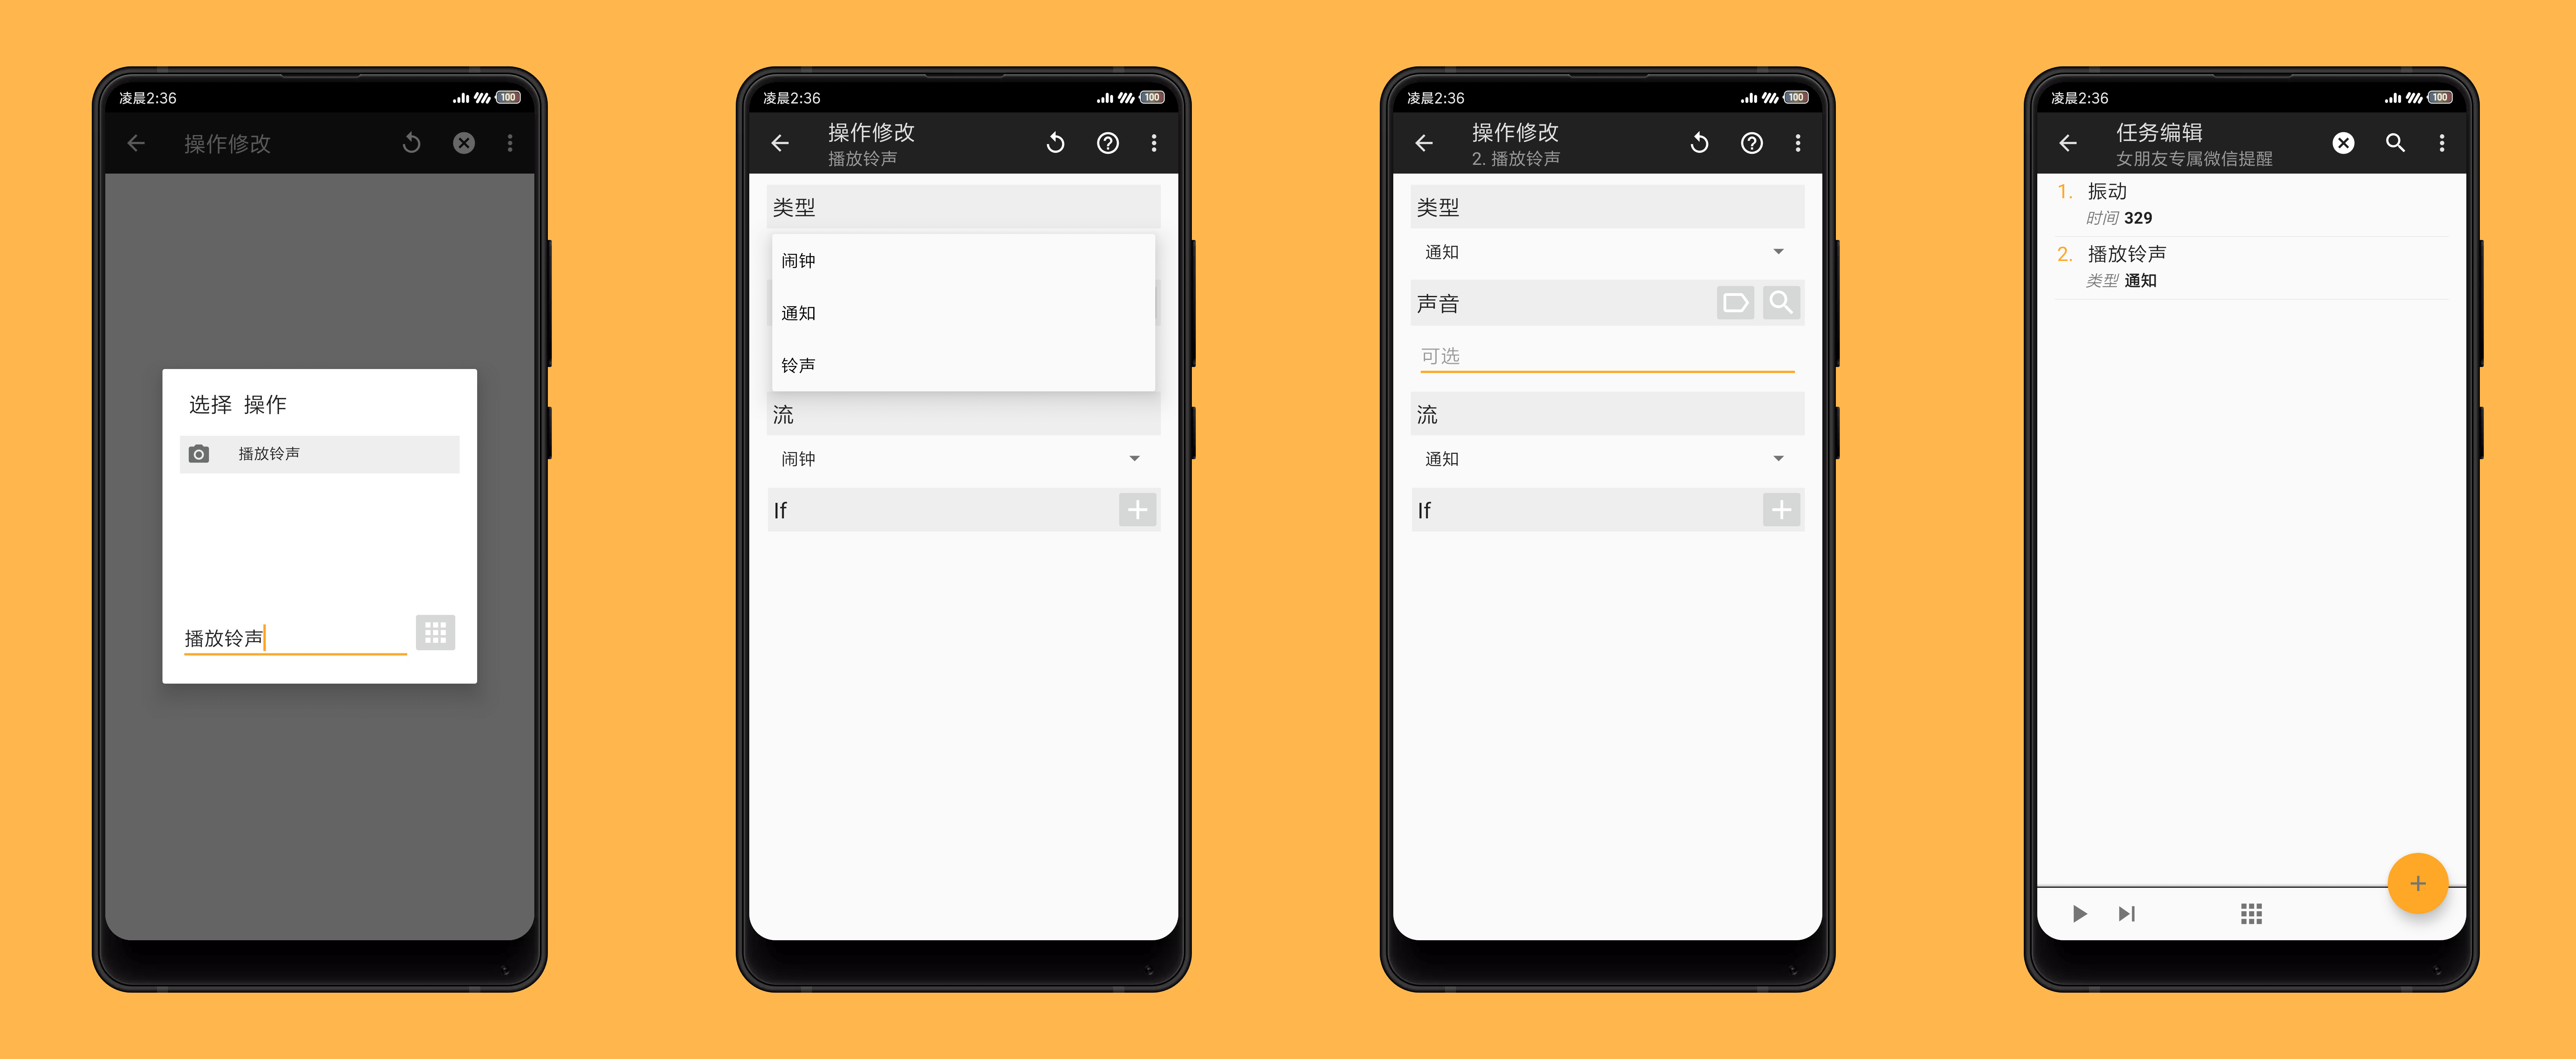 凌晨2:36
100
操作修改
选择 操作
播放铃声
播放铃声
凌晨2:36
100
操作修改
播放铃声
类型
闹钟
通知
铃声
流
闹钟
If
凌晨2:36
100
操作修改
2. 播放铃声
类型
通知
声音
可选
流
通知
If
凌晨2:36
100
任务编辑
女朋友专属微信提醒
1. 振动
时间 329
2. 播放铃声
类型 通知